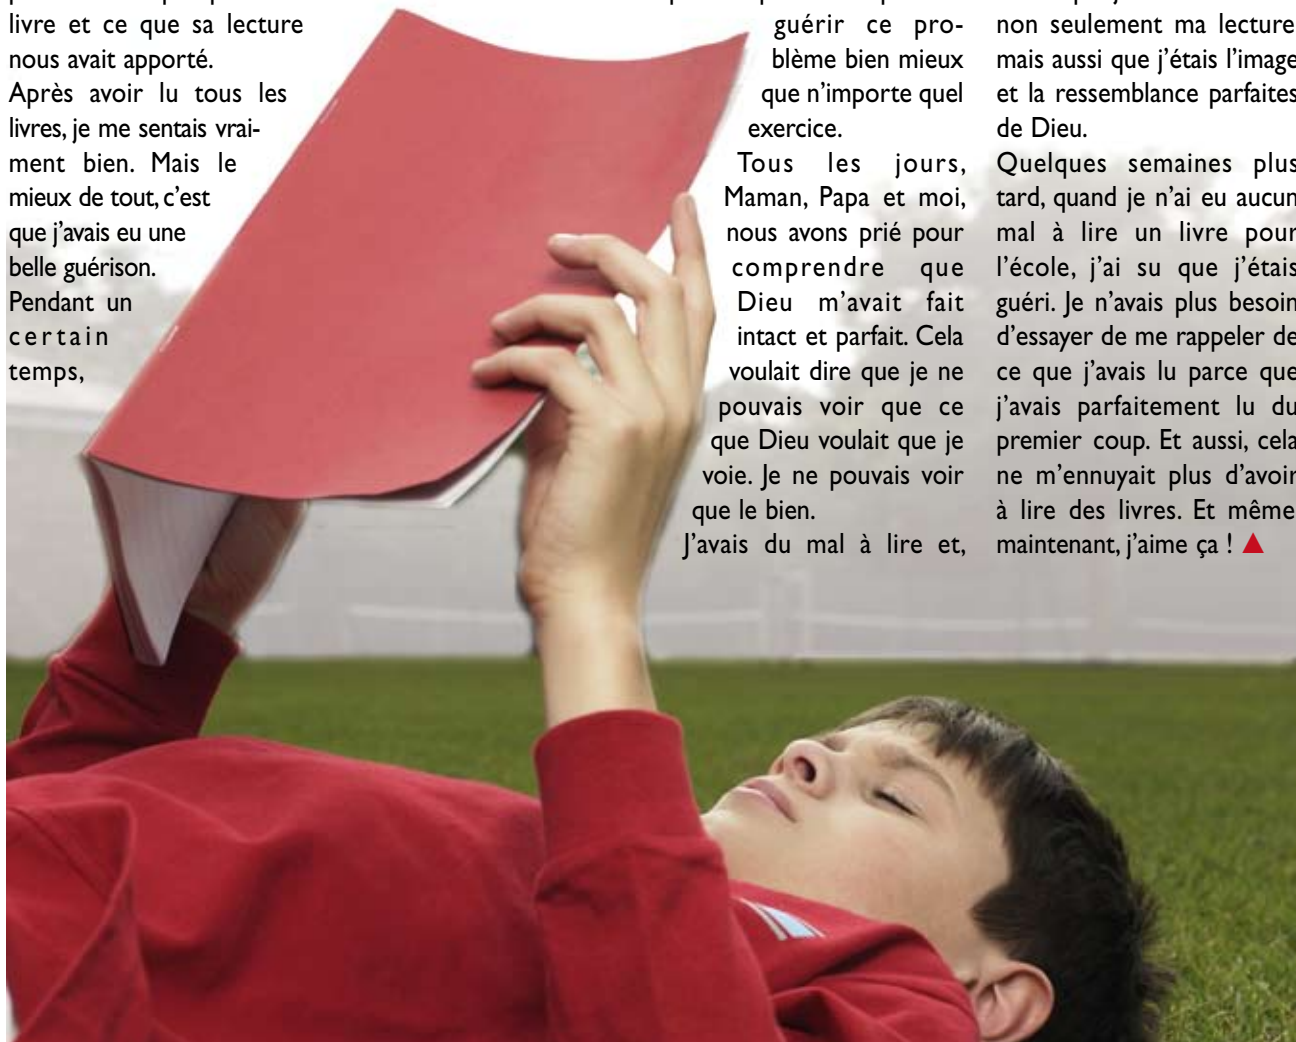 livre et ce que sa lecture
nous avait apporté.
Après avoir lu tous les
livres, je me sentais vrai-
ment bien. Mais le
mieux de tout, c'est
que j'avais eu une
belle guérison.
Pendant un
certain
temps,
guérir ce pro-
blème bien mieux
que n'importe quel
exercice.
Tous les jours,
Maman, Papa et moi,
nous avons prié pour
comprendre que
Dieu m'avait fait
intact et parfait. Cela
voulait dire que je ne
pouvais voir que ce
que Dieu voulait que je
voie. Je ne pouvais voir
que le bien.
J'avais du mal à lire et,
non seulement ma lecture
mais aussi que j'étais l'image
et la ressemblance parfaites
de Dieu.
Quelques semaines plus
tard, quand je n'ai eu aucun
mal à lire un livre pour
l'école, j'ai su que j'étais
guéri. Je n'avais plus besoin
d'essayer de me rappeler de
ce que j'avais lu parce que
j'avais parfaitement lu du
premier coup. Et aussi, cela
ne m'ennuyait plus d'avoir
à lire des livres. Et même
maintenant, j'aime ça !